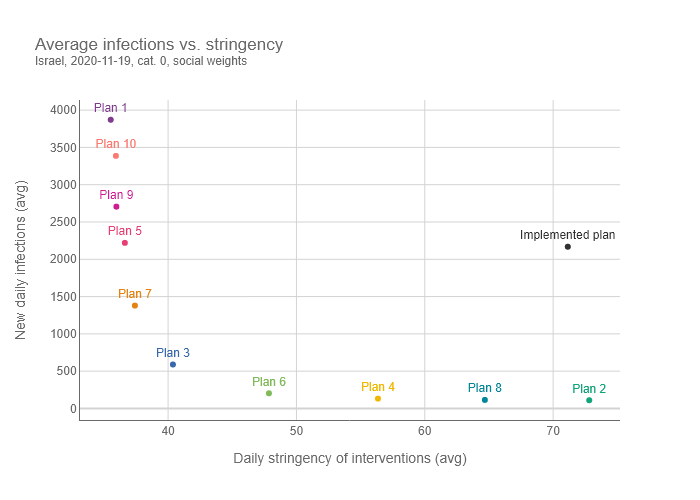 Average infections vs. stringency
Israel, 2020-11-19, cat. 0, social weights
New daily infections (avg)
4000
3500
3000
2500
2000
1500
1000
500
0
Plan 1
Plan 10
Plan 9
Plan 5
Implemented plan
Plan 7
Plan 3
Plan 6
Plan 4
Plan 8
Plan 2
40
50
60
70
Daily stringency of interventions (avg)